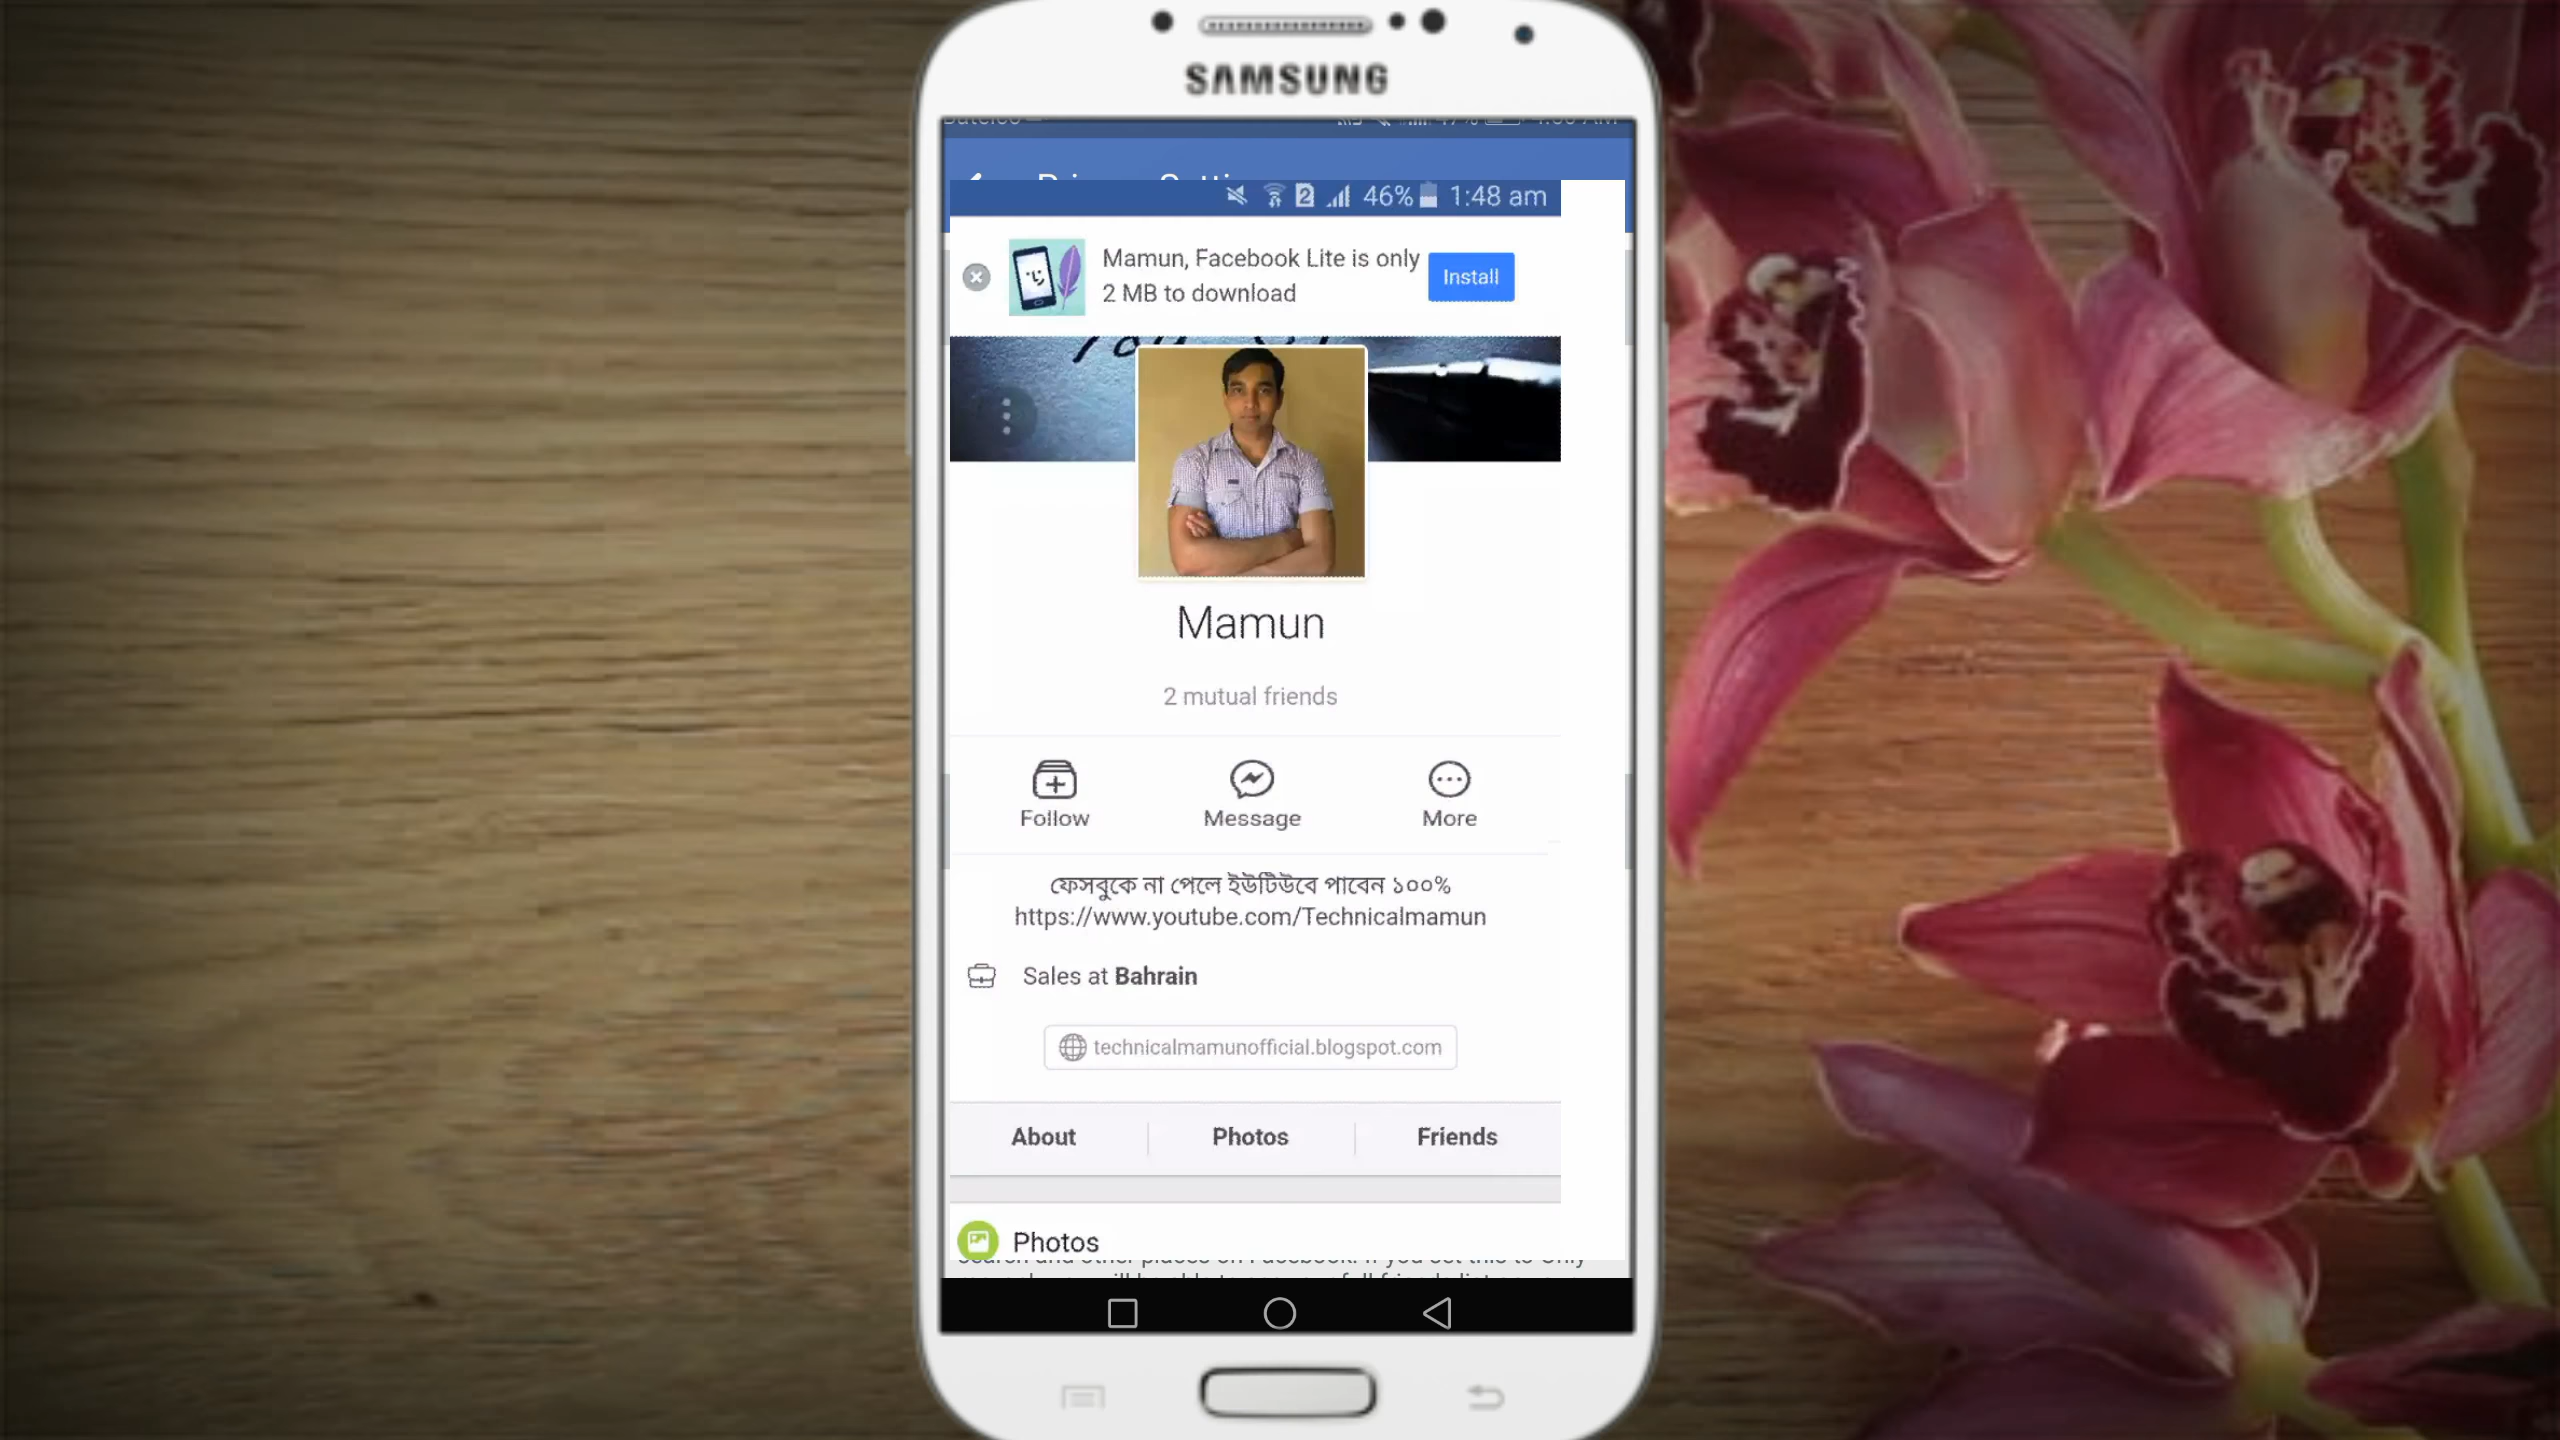 SAMSUNG
46% 1:48 am
Mamun, Facebook Lite is only
2 MB to download
Install
Mamun
2 mutual friends
Follow Message More
ফেসবুকে না পেলে ইউটিউবে পাবেন ১০০%
https://www.youtube.com/Technicalmamun
Sales at Bahrain
technicalmamunofficial.blogspot.com
About Photos Friends
Photos